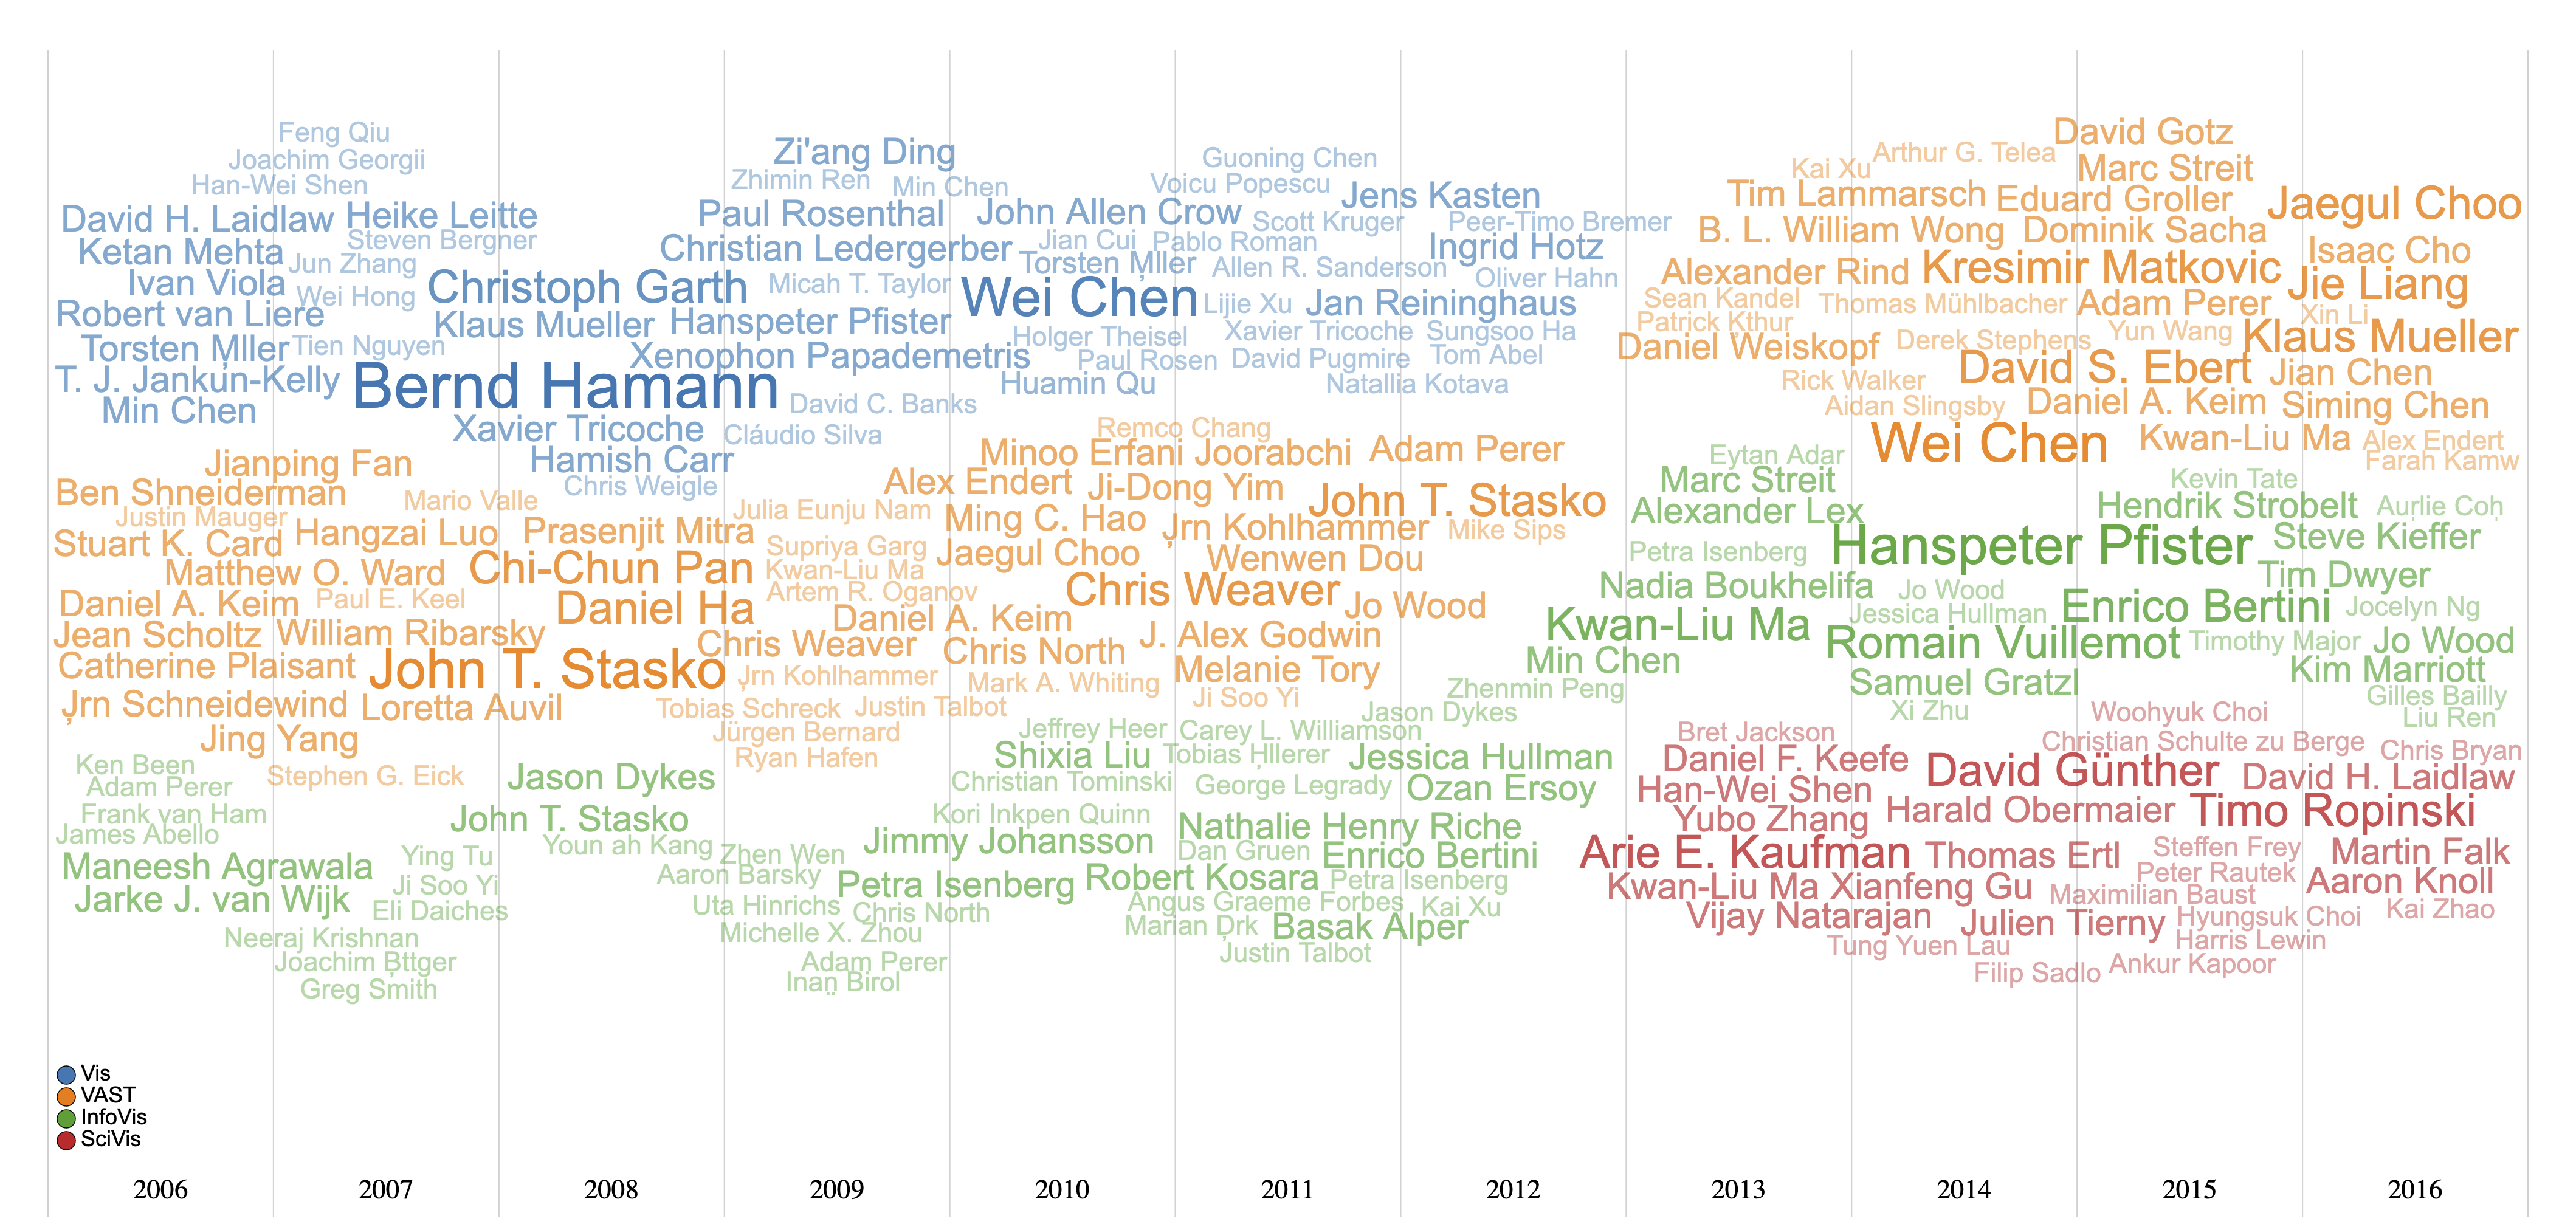 Feng Qiu
Joachim Georgii
Han-Wei Shen
David H. Laidlaw
Heike Leitte
Steven Bergner
Ketan Mehta
Jun Zhang
Ivan Viola
Wei Hong
Robert van Liere
Torsten Mller
Tien Nguyen
T. J. Jankun-Kelly
Min Chen
Christoph Garth
Klaus Mueller
Hanspeter Pfister
Xenophon Papademetris
Bernd Hamann
Xavier Tricoche
Hamish Carr
Chris Weigle
Zi'ang Ding
Zhimin Ren
Min Chen
Paul Rosenthal
Christian Ledergerber
Micah T. Taylor
David C. Banks
Cláudio Silva
John Allen Crow
Jian Cui
Torsten Mller
Wei Chen
Holger Theisel
Paul Rosen
Huamin Qu
Guoning Chen
Voicu Popescu
Scott Kruger
Pablo Roman
Allen R. Sanderson
Lijie Xu
Jan Reininghaus
Xavier Tricoche
Sungsoo Ha
David Pugmire
Tom Abel
Natallia Kotava
Jens Kasten
Peer-Timo Bremer
Ingrid Hotz
Oliver Hahn
Jianping Fan
Ben Shneiderman
Mario Valle
Justin Mauger
Hangzai Luo
Stuart K. Card
Prasenjit Mitra
Matthew O. Ward
Chi-Chun Pan
Daniel A. Keim
Paul E. Keel
Daniel Ha
Jean Scholtz
William Ribarsky
Catherine Plaisant
John T. Stasko
Jrn Schneidewind
Loretta Auvil
Jing Yang
Stephen G. Eick
Julia Eunju Nam
Supriya Garg
Kwan-Liu Ma
Artem R. Oganov
Daniel A. Keim
Chris Weaver
Jrn Kohlhammer
Tobias Schreck
Justin Talbot
Jürgen Bernard
Ryan Hafen
Remco Chang
Minoo Erfani Joorabchi
Adam Perer
Alex Endert
Ji-Dong Yim
John T. Stasko
Ming C. Hao
Jrn Kohlhammer
Mike Sips
Jaegul Choo
Wenwen Dou
Chris Weaver
Jo Wood
J. Alex Godwin
Chris North
Melanie Tory
Mark A. Whiting
Ji Soo Yi
David Gotz
Arthur G. Telea
Kai Xu
Marc Streit
Tim Lammarsch
Eduard Groller
Jaegul Choo
B. L. William Wong
Dominik Sacha
Isaac Cho
Alexander Rind
Kresimir Matkovic
Jie Liang
Sean Kandel
Thomas Mühlbacher
Adam Perer
Xin Li
Patrick Kthur
Yun Wang
Klaus Mueller
Daniel Weiskopf
Derek Stephens
David S. Ebert
Jian Chen
Rick Walker
Aidan Slingsby
Daniel A. Keim
Siming Chen
Wei Chen
Kwan-Liu Ma
Alex Endert
Farah Kamw
Ken Been
Adam Perer
Frank van Ham
James Abello
Maneesh Agrawala
Jarke J. van Wijk
Ying Tu
Ji Soo Yi
Eli Daiches
Neeraj Krishnan
Joachim Bttger
Greg Smith
Jason Dykes
John T. Stasko
Youn ah Kang
Zhen Wen
Aaron Barsky
Uta Hinrichs
Chris North
Michelle X. Zhou
Adam Perer
Inan Birol
Jeffrey Heer
Carey L. Williamson
Jason Dykes
Zhenmin Peng
Shixia Liu
Tobias Hllerer
Jessica Hullman
Christian Tominski
George Legrady
Ozan Ersoy
Kori Inkpen Quinn
Nathalie Henry Riche
Jimmy Johansson
Dan Gruen
Enrico Bertini
Petra Isenberg
Robert Kosara
Petra Isenberg
Angus Graeme Forbes
Kai Xu
Marian Drk
Basak Alper
Justin Talbot
Eytan Adar
Marc Streit
Alexander Lex
Kevin Tate
Hendrik Strobelt
Aurlie Coh
Hanspeter Pfister
Steve Kieffer
Petra Isenberg
Tim Dwyer
Nadia Boukhelifa
Jo Wood
Jessica Hullman
Enrico Bertini
Jocelyn Ng
Kwan-Liu Ma
Romain Vuillemot
Timothy Major
Jo Wood
Min Chen
Kim Marriott
Samuel Gratzl
Xi Zhu
Gilles Bailly
Liu Ren
Woohyuk Choi
Bret Jackson
Christian Schulte zu Berge
Chris Bryan
Daniel F. Keefe
David Günther
David H. Laidlaw
Han-Wei Shen
Harald Obermaier
Timo Ropinski
Yubo Zhang
Arie E. Kaufman
Thomas Ertl
Steffen Frey
Martin Falk
Peter Rautek
Kwan-Liu Ma
Xianfeng Gu
Maximilian Baust
Aaron Knoll
Vijay Natarajan
Julien Tierny
Hyungsuk Choi
Kai Zhao
Tung Yuen Lau
Harris Lewin
Filip Sadlo
Ankur Kapoor
Vis
VAST
InfoVis
SciVis
2006 2007 2008 2009 2010 2011 2012 2013 2014 2015 2016